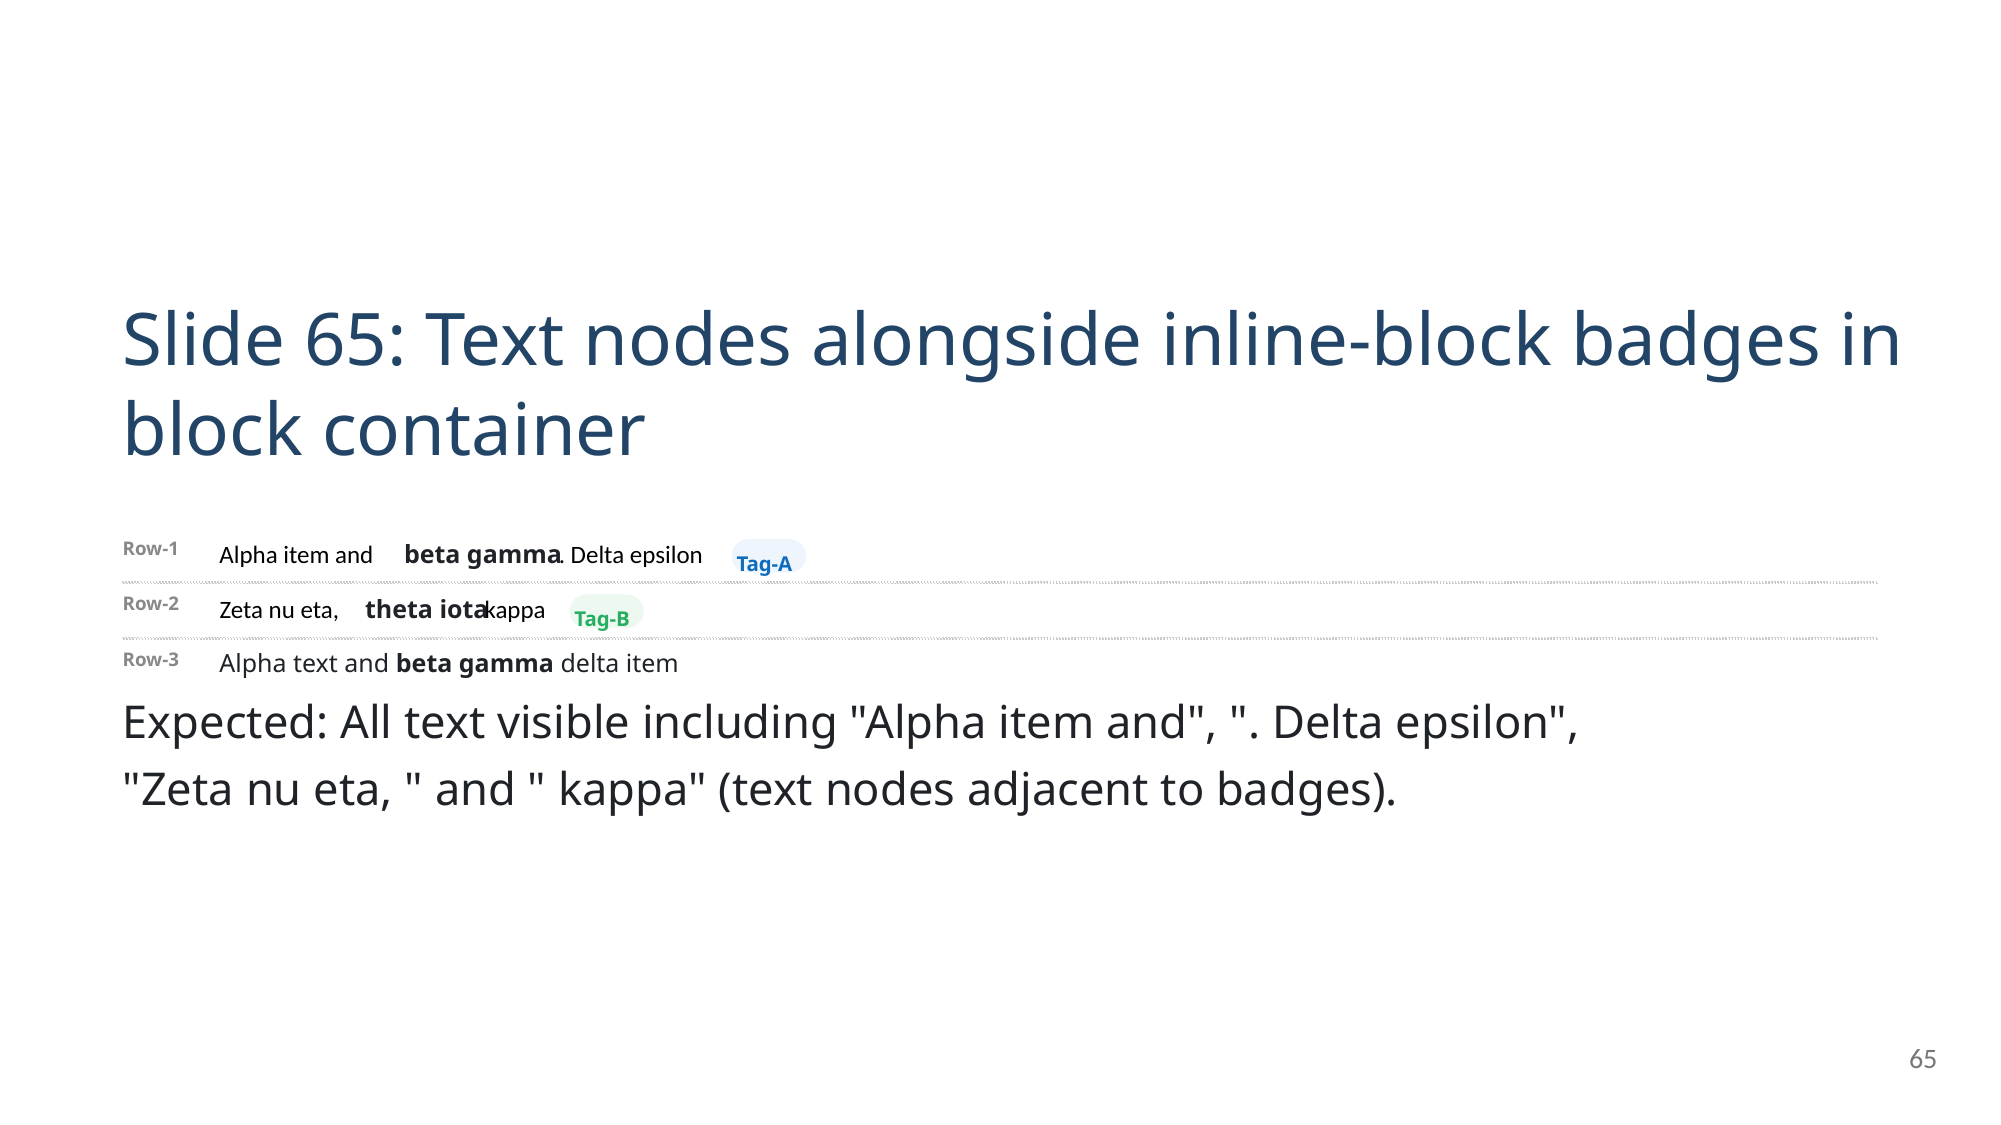 Slide 65: Text nodes alongside inline-block badges in
block container
Row-1 Alpha item and beta gamma. Delta epsilon Tag-A
Row-2 Zeta nu eta, theta iota kappa Tag-B
Row-3 Alpha text and beta gamma delta item
Expected: All text visible including "Alpha item and", ". Delta epsilon",
"Zeta nu eta, " and " kappa" (text nodes adjacent to badges).
65